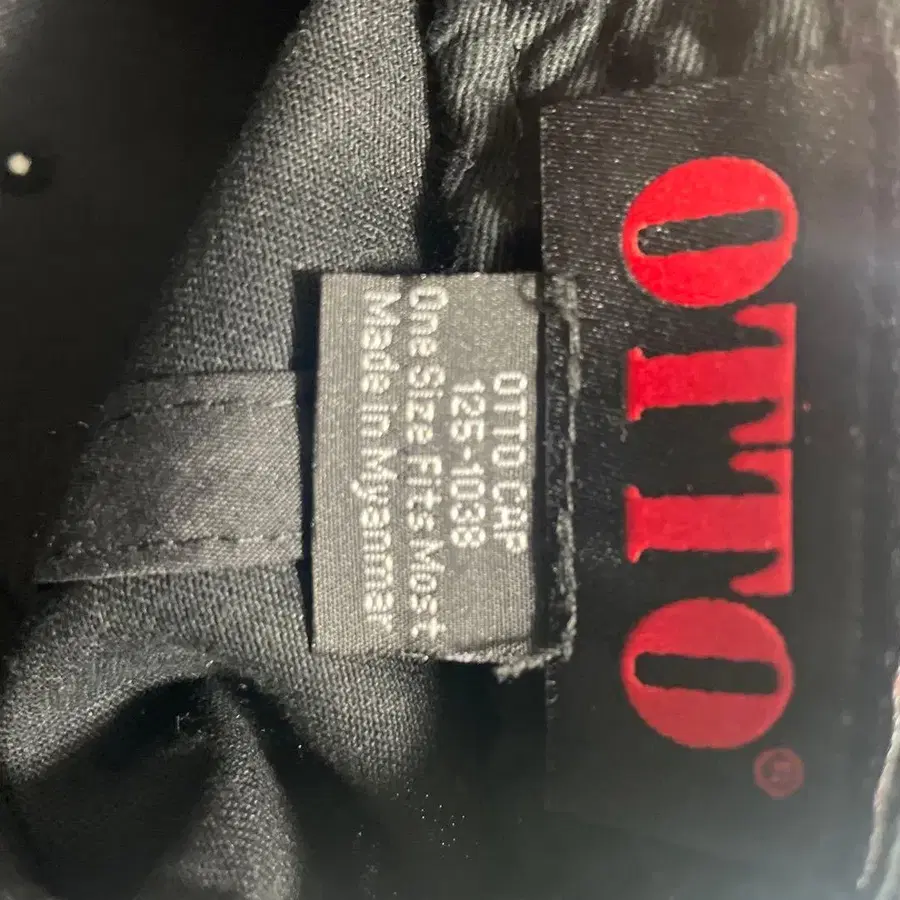 OTTO®
OTTO CAP
125-1038
One Size Fits Most
Made in Myanmar